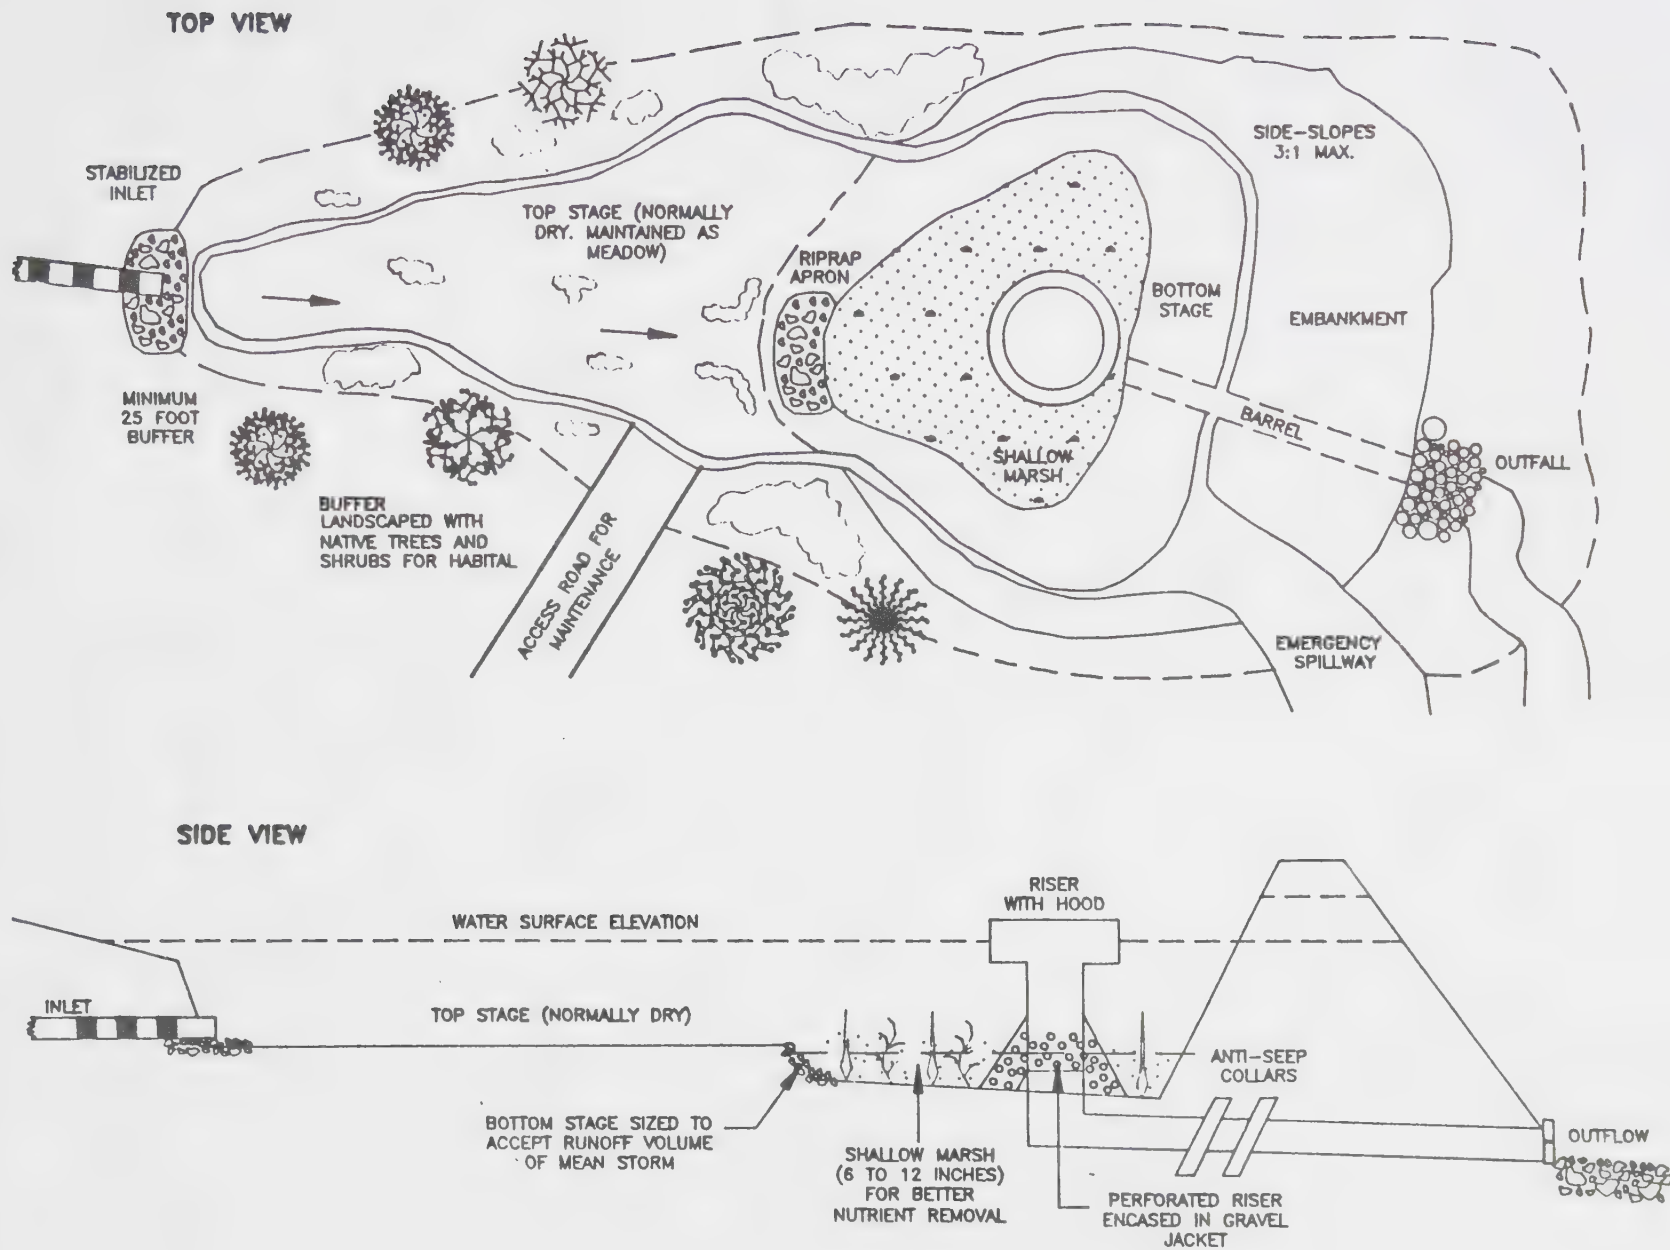 TOP VIEW
STABILIZED
INLET
TOP STAGE (NORMALLY
DRY. MAINTAINED AS
MEADOW)
RIPRAP
APRON
SIDE-SLOPES
3:1 MAX.
BOTTOM
STAGE
EMBANKMENT
MINIMUM
25 FOOT
BUFFER
BARREL
SHALLOW
MARSH
OUTFALL
BUFFER
LANDSCAPED WITH
NATIVE TREES AND
SHRUBS FOR HABITAL
ACCESS ROAD FOR
MAINTENANCE
EMERGENCY
SPILLWAY
SIDE VIEW
RISER
WITH HOOD
WATER SURFACE ELEVATION
INLET
TOP STAGE (NORMALLY DRY)
ANTI-SEEP
COLLARS
BOTTOM STAGE SIZED TO
ACCEPT RUNOFF VOLUME
OF MEAN STORM
SHALLOW MARSH
(6 TO 12 INCHES)
FOR BETTER
NUTRIENT REMOVAL
OUTFLOW
PERFORATED RISER
ENCASED IN GRAVEL
JACKET